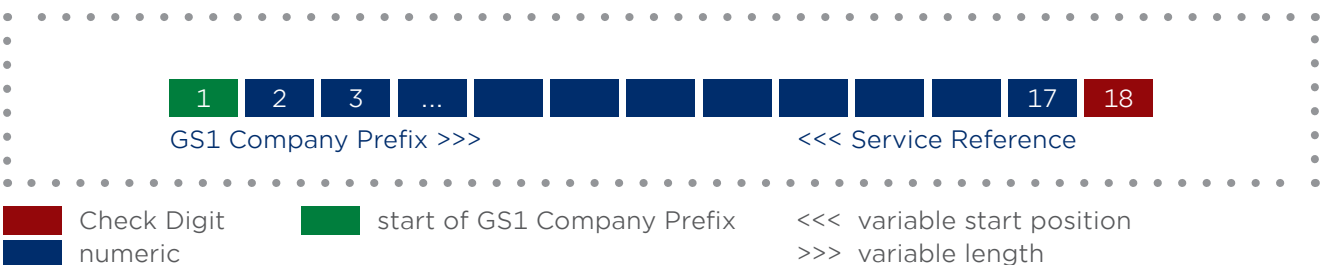 1 2 3 ... 17 18
GS1 Company Prefix >>> <<< Service Reference
Check Digit start of GS1 Company Prefix <<< variable start position
numeric >>> variable length